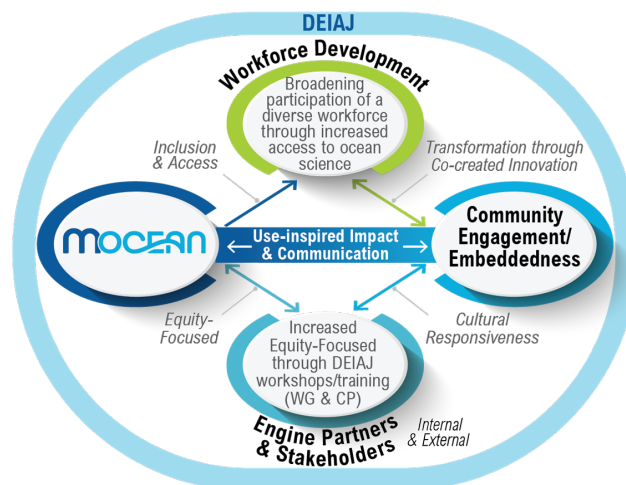 DEIAJ
Workforce Development
Broadening
participation of a
diverse workforce
through increased
access to ocean
science
Inclusion
& Access
Transformation through
Co-created Innovation
mOCEAN
Use-inspired Impact
& Communication
Community
Engagement/
Embeddedness
Equity-
Focused
Cultural
Responsiveness
Increased
Equity-Focused
through DEIAJ
workshops/training
(WG & CP)
Engine Partners
& Stakeholders
Internal
& External